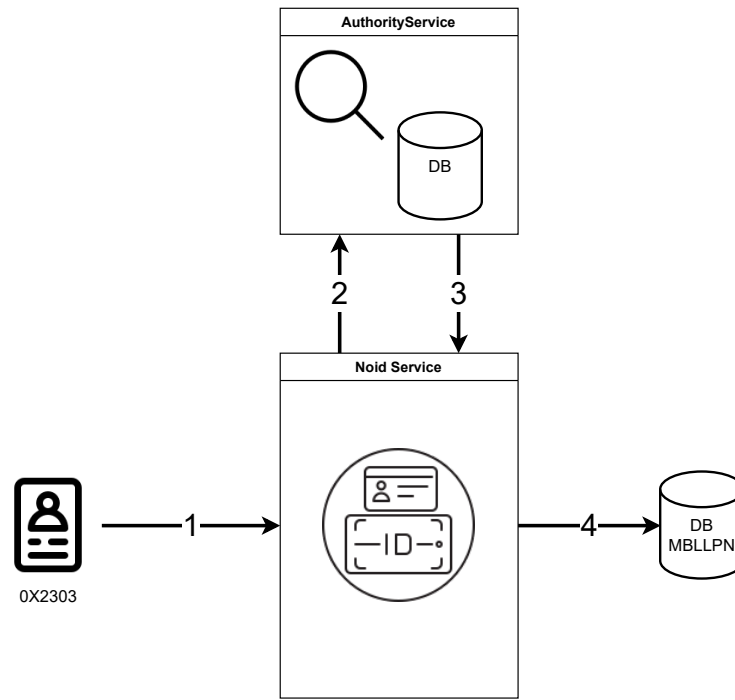 AuthorityService
DB
2
3
Noid Service
ID
1
4
DB
MBLLPN
0X2303